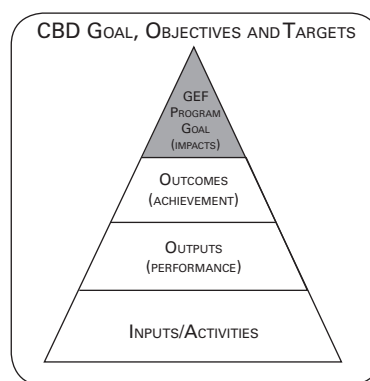 CBD GOAL, OBJECTIVES AND TARGETS
GEF
PROGRAM
GOAL
(IMPACTS)
OUTCOMES
(ACHIEVEMENT)
OUTPUTS
(PERFORMANCE)
INPUTS/ACTIVITIES